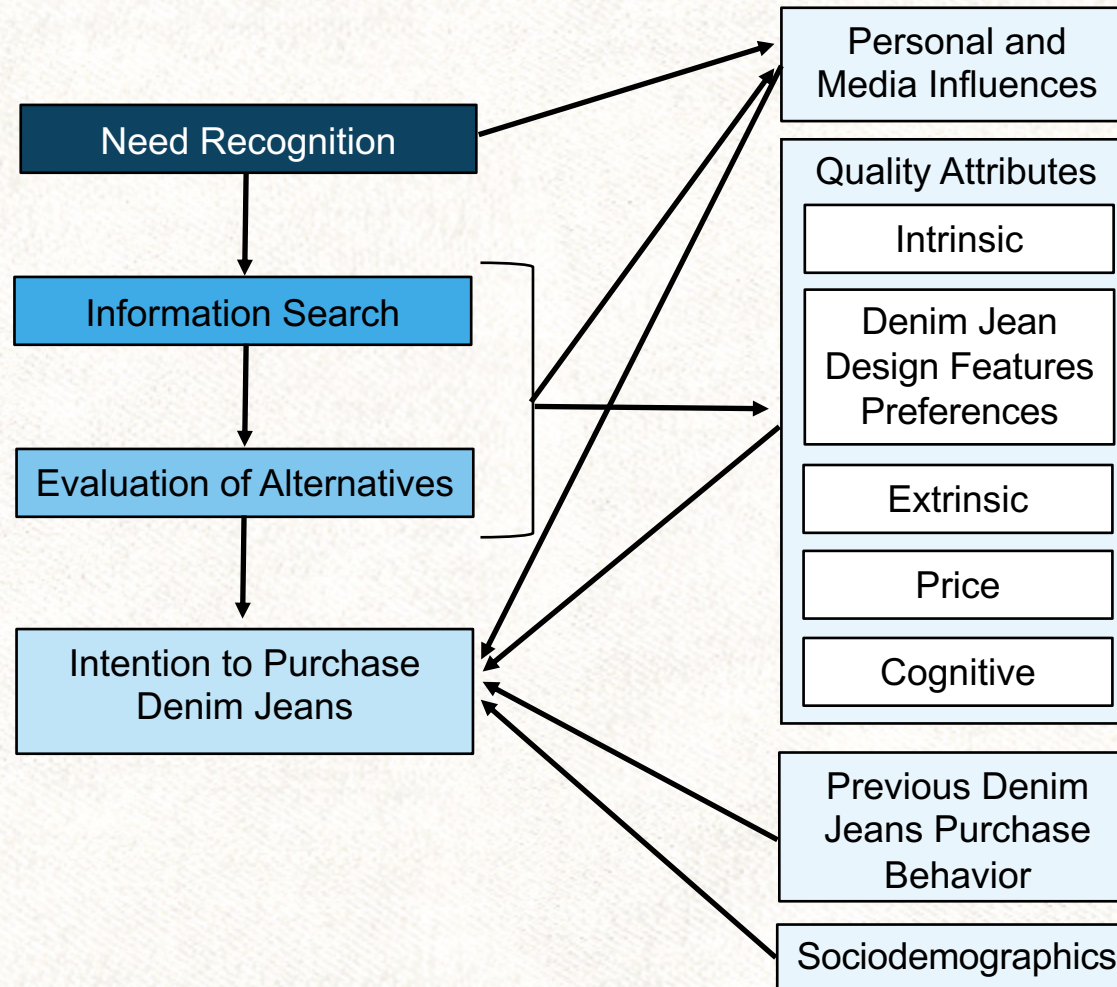 Need Recognition
Information Search
Evaluation of Alternatives
Intention to Purchase
Denim Jeans
Personal and
Media Influences
Quality Attributes
Intrinsic
Denim Jean
Design Features
Preferences
Extrinsic
Price
Cognitive
Previous Denim
Jeans Purchase
Behavior
Sociodemographics